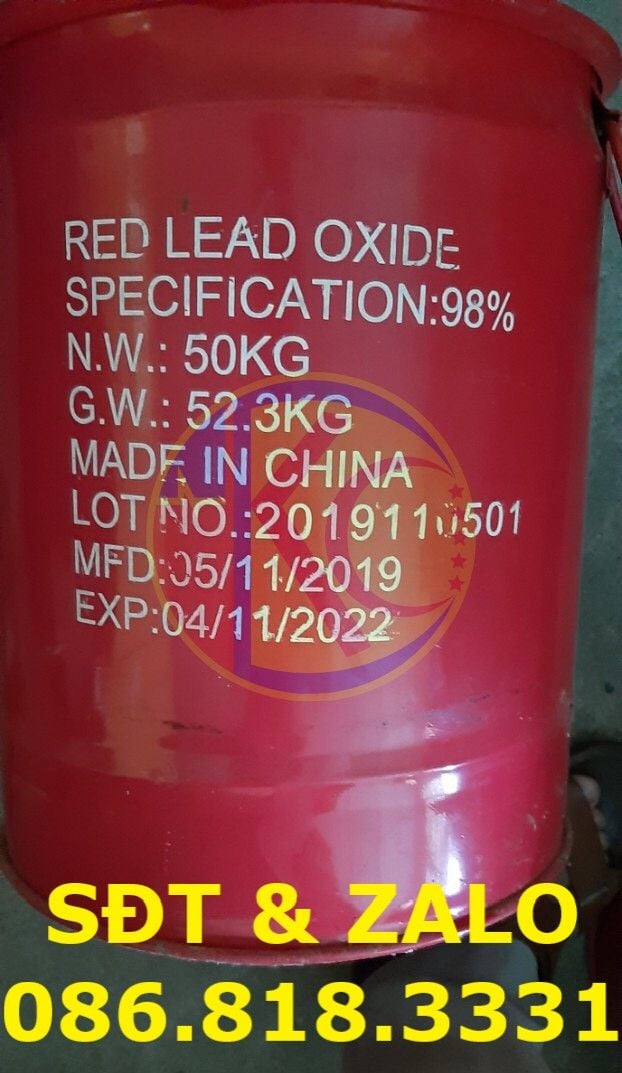 RED LEAD OXIDE
SPECIFICATION:98%
N.W.: 50KG
G.W.: 52.3KG
MADE IN CHINA
LOT NO.:2019110501
MFD:05/11/2019
EXP:04/11/2022
SĐT & ZALO
086.818.3331